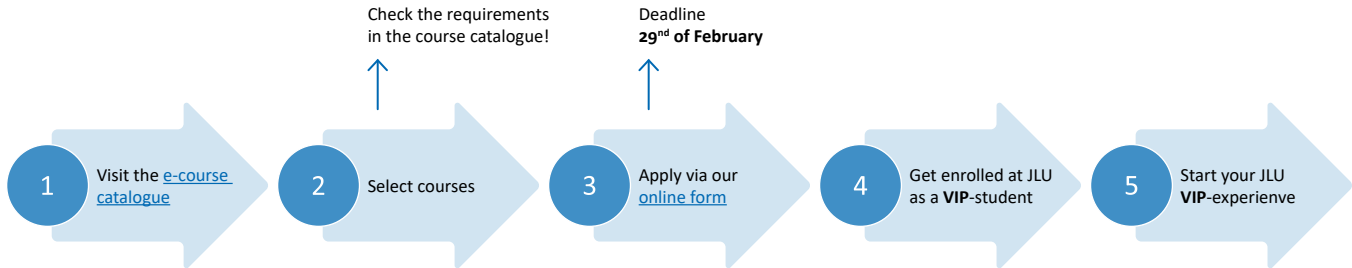 Check the requirements
in the course catalogue!
Deadline
29nd of February
1
Visit the e-course
catalogue
2
Select courses
3
Apply via our
online form
4
Get enrolled at JLU
as a VIP-student
5
Start your JLU
VIP-experienve